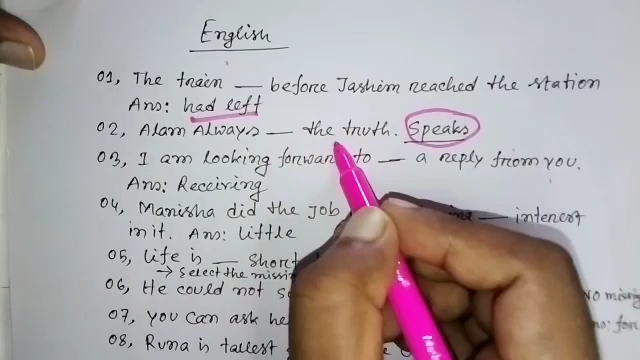 English
01, The train — before Jashim reached the station
Ans: had left
02, Alam Always — the truth. Speaks
03, I am looking forward to — a reply from you.
Ans: Receiving
04, Manisha did the job — interest
in it. Ans: little
05, Life is — short
→ Select the missin
06, He could not NO missing
07, You can ask he
08, Runa is tallest